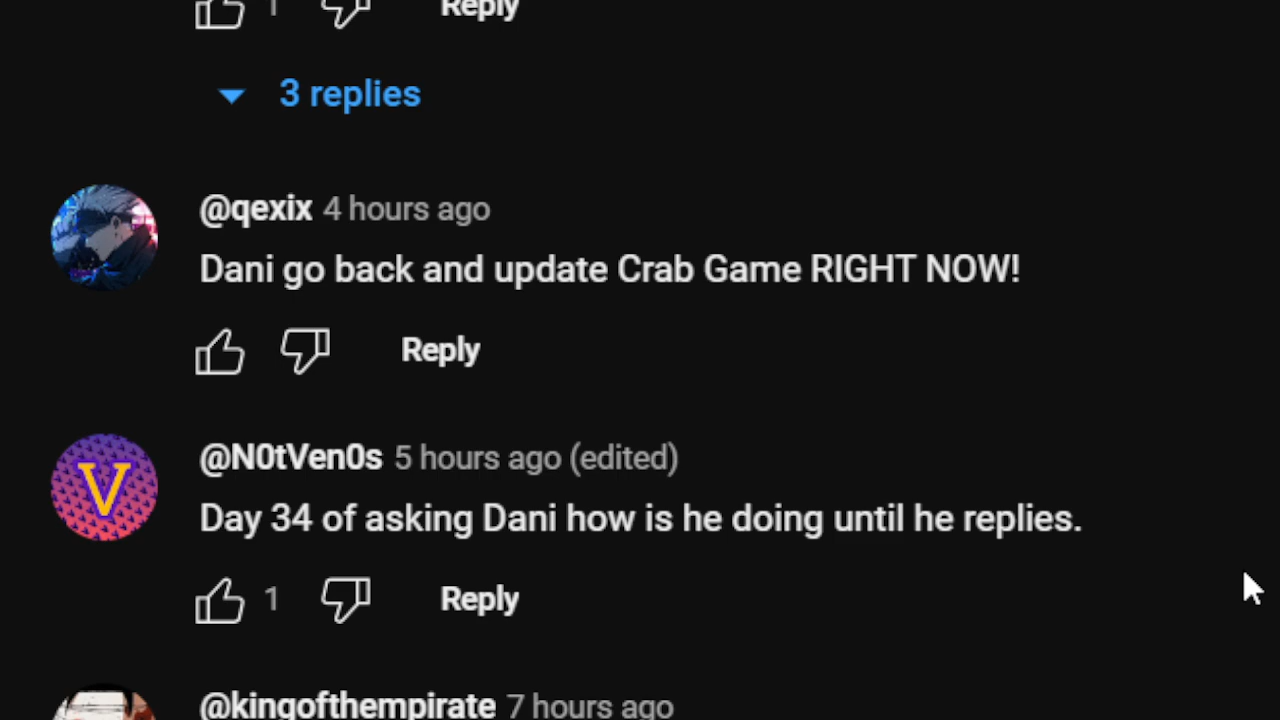 1 Reply
3 replies
@qexix 4 hours ago
Dani go back and update Crab Game RIGHT NOW!
Reply
V
@N0tVen0s 5 hours ago (edited)
Day 34 of asking Dani how is he doing until he replies.
1 Reply
@kingofthempirate 7 hours ago